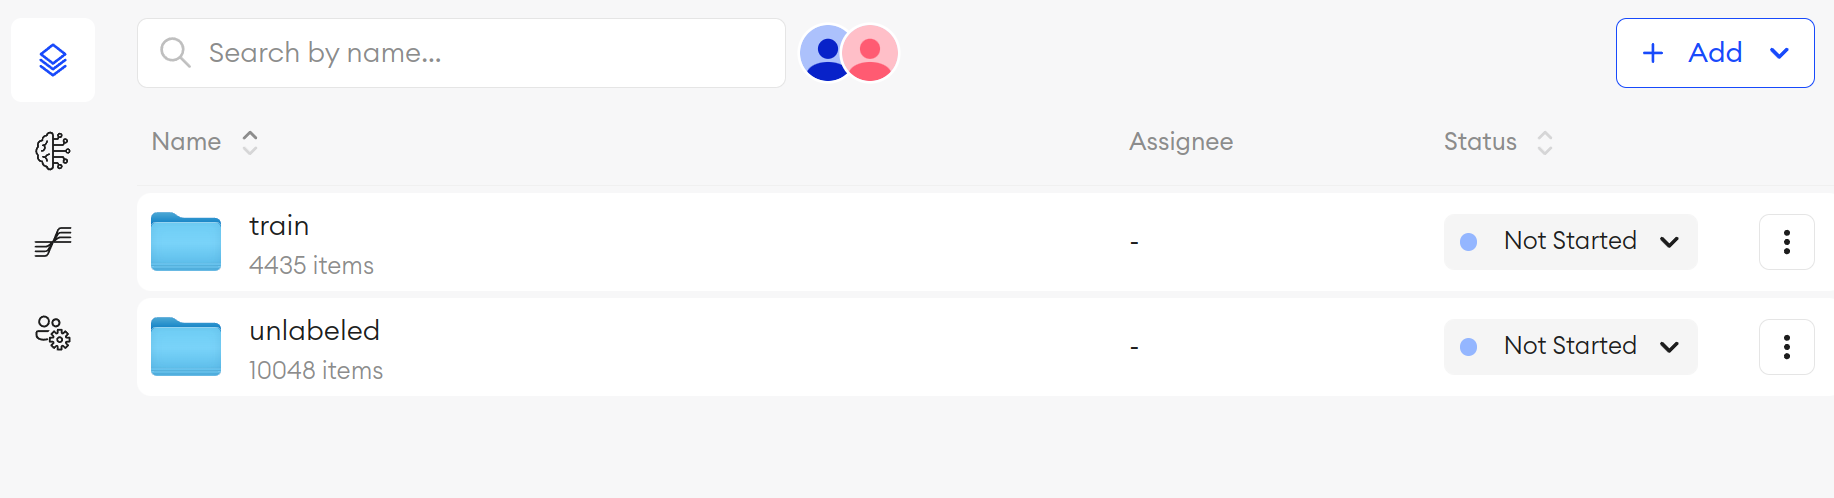 Search by name...
Add
Name
Assignee
Status
train
4435 items
-
Not Started
unlabeled
10048 items
-
Not Started